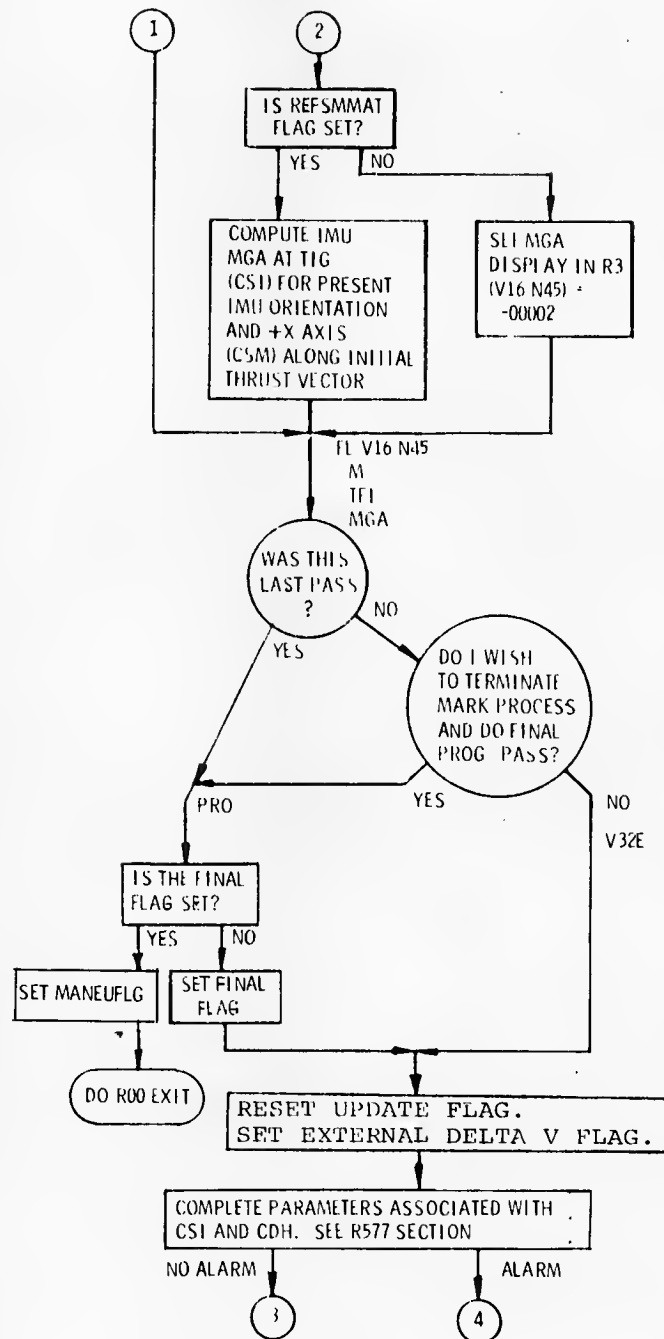 1
2
IS REFSMMAT
FLAG SET?
YES
NO
COMPUTE IMU
MGA AT TIG
(CSI) FOR PRESENT
IMU ORIENTATION
AND +X AXIS
(CSM) ALONG INITIAL
THRUST VECTOR
SET MGA
DISPLAY IN R3
(V16 N45) =
-00002
FL V16 N45
M
TFI
MGA
WAS THIS
LAST PASS
?
NO
YES
DO I WISH
TO TERMINATE
MARK PROCESS
AND DO FINAL
PROG PASS?
YES
NO
V32E
PRO
IS THE FINAL
FLAG SET?
YES
NO
SET MANEUFLG
SET FINAL
FLAG
DO R00 EXIT
RESET UPDATE FLAG.
SET EXTERNAL DELTA V FLAG.
COMPLETE PARAMETERS ASSOCIATED WITH
CSI AND CDH. SEE R577 SECTION
NO ALARM
ALARM
3
4